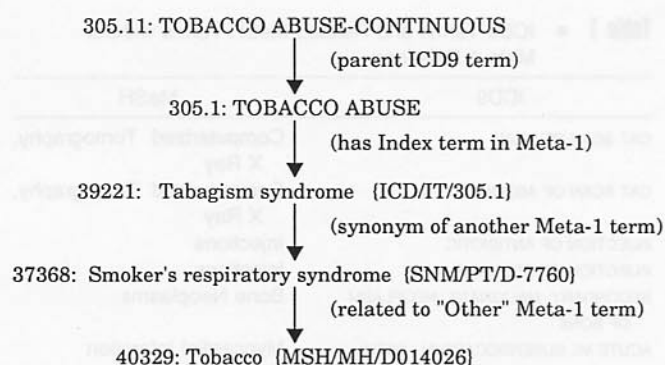 305.11: TOBACCO ABUSE-CONTINUOUS
(parent ICD9 term)
305.1: TOBACCO ABUSE
(has Index term in Meta-1)
39221: Tabagism syndrome {ICD/IT/305.1}
(synonym of another Meta-1 term)
37368: Smoker's respiratory syndrome {SNM/PT/D-7760}
(related to "Other" Meta-1 term)
40329: Tobacco {MSH/MH/D014026}